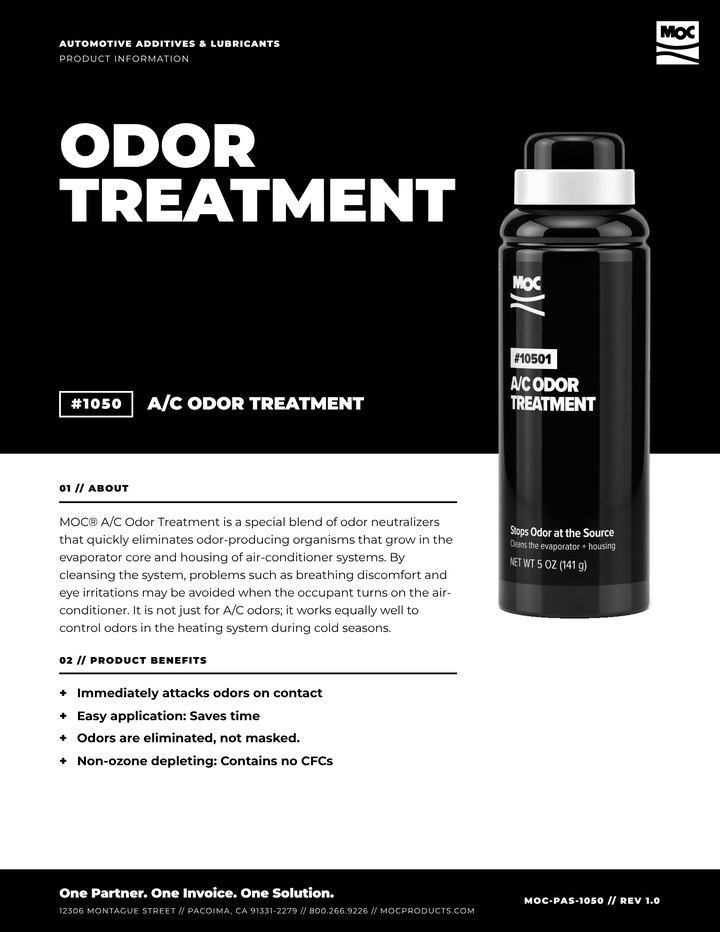 AUTOMOTIVE ADDITIVES & LUBRICANTS
PRODUCT INFORMATION
MOC
ODOR
TREATMENT
#1050 A/C ODOR TREATMENT
MOC
#10501
A/C ODOR
TREATMENT
Stops Odor at the Source
Cleans the evaporator + housing
NET WT 5 OZ (141 g)
01 // ABOUT
MOC® A/C Odor Treatment is a special blend of odor neutralizers
that quickly eliminates odor-producing organisms that grow in the
evaporator core and housing of air-conditioner systems. By
cleansing the system, problems such as breathing discomfort and
eye irritations may be avoided when the occupant turns on the air-
conditioner. It is not just for A/C odors; it works equally well to
control odors in the heating system during cold seasons.
02 // PRODUCT BENEFITS
+ Immediately attacks odors on contact
+ Easy application: Saves time
+ Odors are eliminated, not masked.
+ Non-ozone depleting: Contains no CFCs
One Partner. One Invoice. One Solution.
12306 MONTAGUE STREET // PACOIMA, CA 91331-2279 // 800.266.9226 // MOCPRODUCTS.COM
MOC-PAS-1050 // REV 1.0